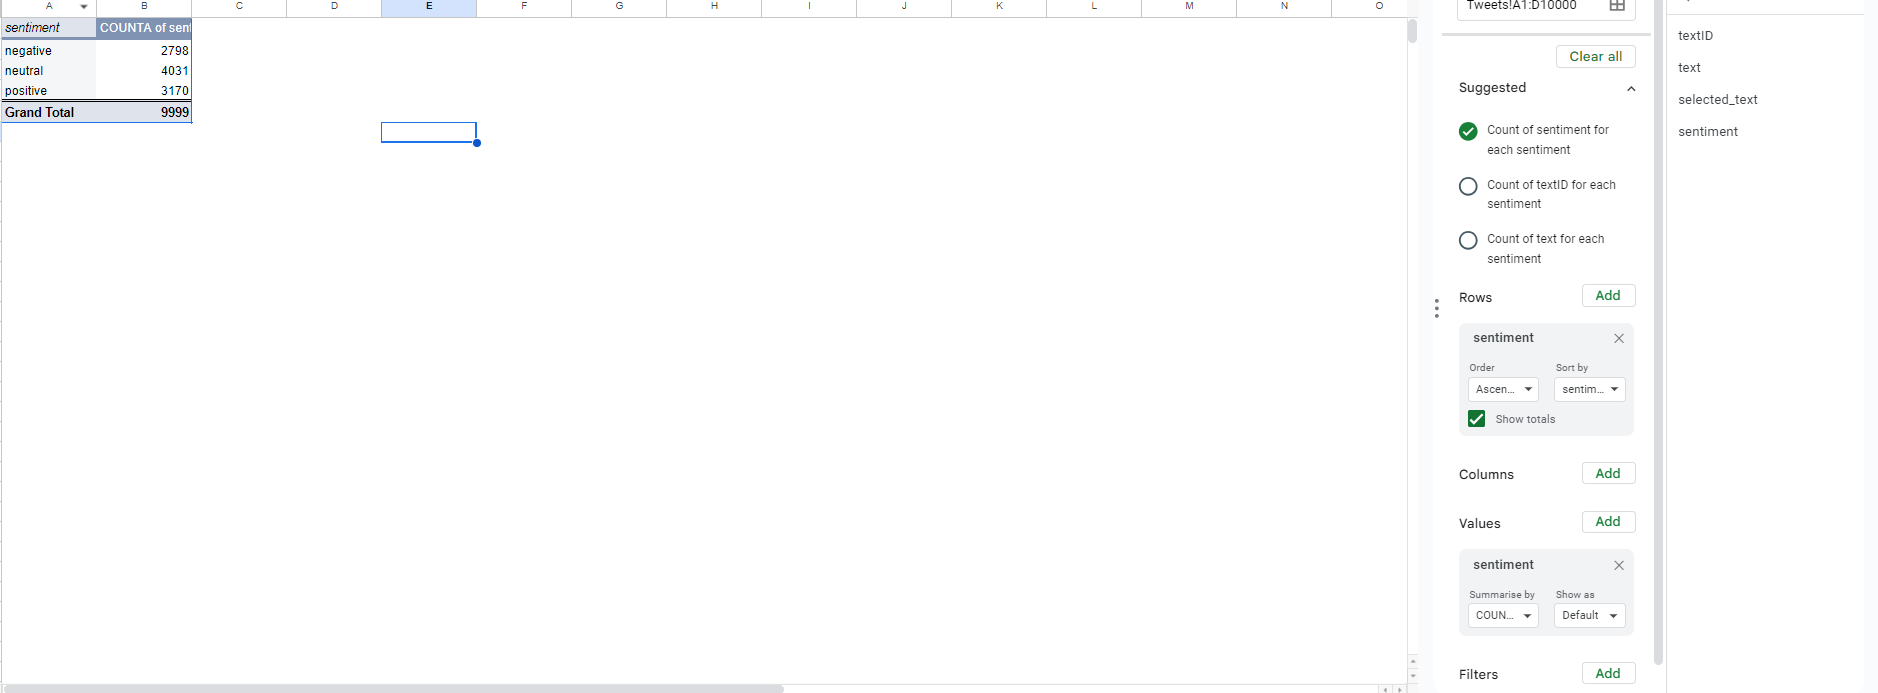 A B C D E F G H I J K L M N O
sentiment COUNTA of sent
negative 2798
neutral 4031
positive 3170
Grand Total 9999
Tweets!A1:D10000
Clear all
Suggested
Count of sentiment for
each sentiment
Count of textID for each
sentiment
Count of text for each
sentiment
Rows Add
sentiment
Order Sort by
Ascen... sentim...
Show totals
Columns Add
Values Add
sentiment
Summarise by Show as
COUN... Default
Filters Add
textID
text
selected_text
sentiment